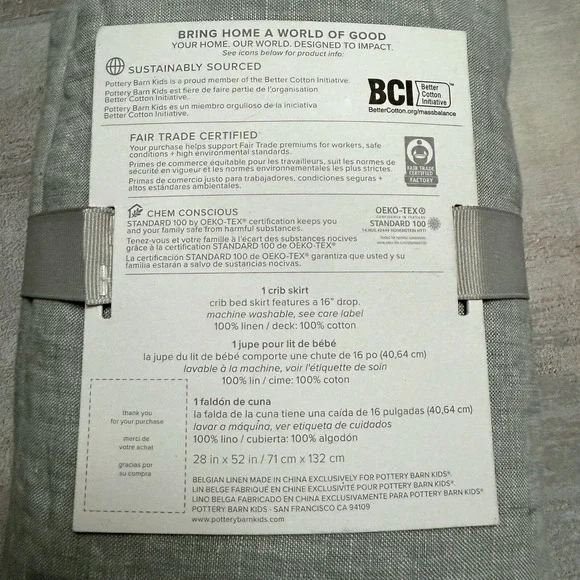 BRING HOME A WORLD OF GOOD
YOUR HOME. OUR WORLD. DESIGNED TO IMPACT.
See icons below for product info:
SUSTAINABLY SOURCED
Pottery Barn Kids is a proud member of the Better Cotton Initiative.
Pottery Barn Kids est fière de faire partie de l'organisation
Better Cotton Initiative.
Pottery Barn Kids es un miembro orgulloso de la iniciativa
Better Cotton Initiative.
BCI
Better
Cotton
Initiative
™
BetterCotton.org/massbalance
FAIR TRADE CERTIFIED™
Your purchase helps support Fair Trade premiums for workers, safe
conditions + high environmental standards.
Primes de commerce équitable pour les travailleurs, suit les normes de
sécurité en vigueur et les normes environnementales les plus strictes.
Primas de comercio justo para trabajadores, condiciones seguras +
altos estándares ambientales.
FAIR TRADE
CERTIFIED
FACTORY
CHEM CONSCIOUS
STANDARD 100 by OEKO-TEX® certification keeps you
and your family safe from harmful substances.
Tenez-vous et votre famille à l'écart des substances nocives
grâce à la certification STANDARD 100 de OEKO-TEX®
La certificación STANDARD 100 de OEKO-TEX® garantiza que usted y su
familia estarán a salvo de sustancias nocivas.
OEKO-TEX®
CONFIDENCE IN TEXTILES
STANDARD 100
1 crib skirt
crib bed skirt features a 16" drop.
machine washable, see care label
100% linen / deck: 100% cotton
1 jupe pour lit de bébé
la jupe du lit de bébé comporte une chute de 16 po (40,64 cm)
lavable à la machine, voir l'étiquette de soin
100% lin / cime: 100% coton
1 faldón de cuna
la falda de la cuna tiene una caída de 16 pulgadas (40,64 cm)
lavar a máquina, ver etiqueta de cuidados
100% lino / cubierta: 100% algodón
28 in x 52 in / 71 cm x 132 cm
thank you
for your purchase
merci de
votre achat
gracias por
su compra
BELGIAN LINEN MADE IN CHINA EXCLUSIVELY FOR POTTERY BARN KIDS®.
LIN BELGE FABRIQUÉ EN CHINE EXCLUSIVITÉ POUR POTTERY BARN KIDS®.
LINO BELGA FABRICADO EN CHINA EXCLUSIVAMENTE PARA POTTERY BARN KIDS®.
POTTERY BARN KIDS® - SAN FRANCISCO CA 94109
www.potterybarnkids.com